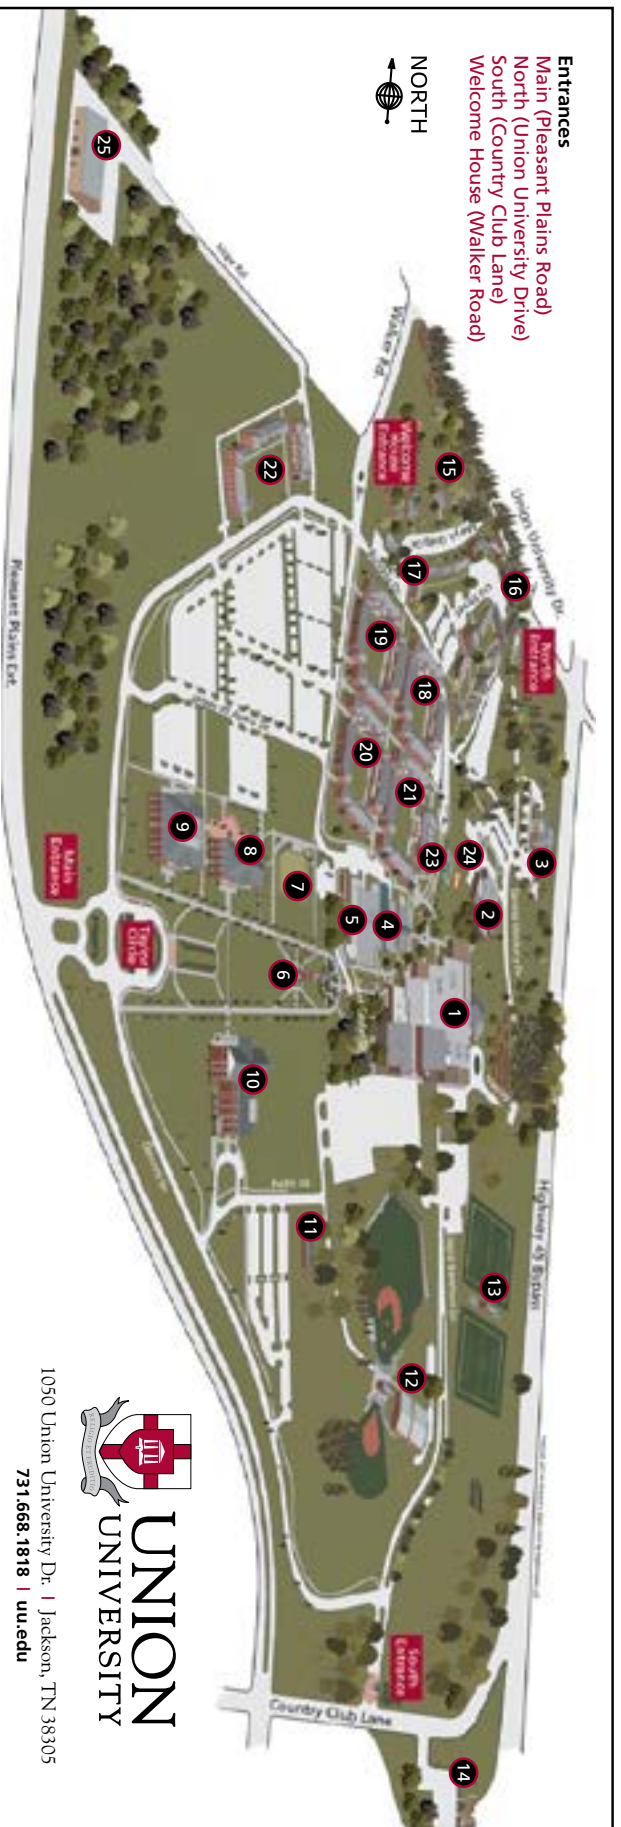 Entrances
Main (Pleasant Plains Road)
North (Union University Drive)
South (Country Club Lane)
Welcome House (Walker Road)
NORTH
Union University Dr.
North Entrance
Highway 45 Bypass
Walker Rd.
Welcome House Entrance
15
16
17
18
19
20
21
22
23
24
25
3
2
1
4
5
6
7
8
9
10
11
12
13
14
South Entrance
Country Club Lane
Main Entrance
Pleasant Plains Ext.
UNION
UNIVERSITY
1050 Union University Dr. | Jackson, TN 38305
731.668.1818 | uu.edu